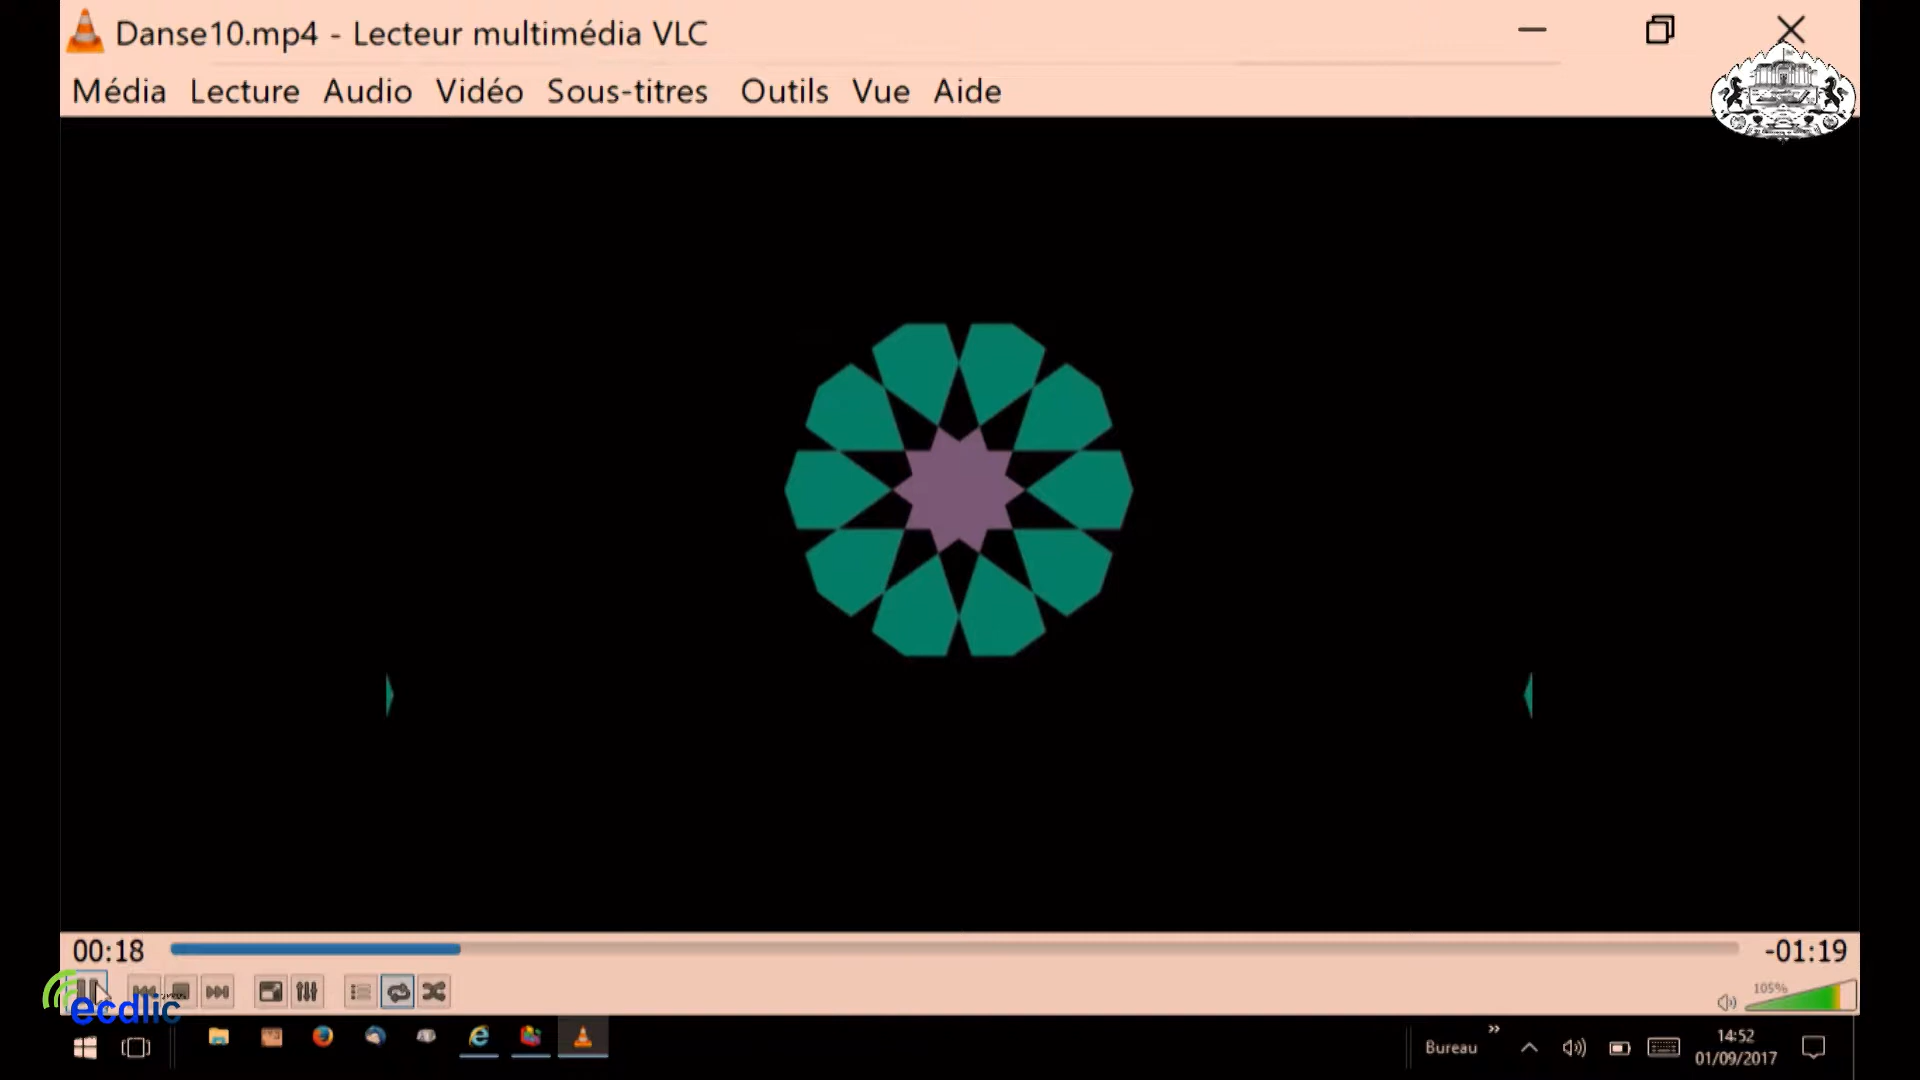 Danse10.mp4 - Lecteur multimédia VLC
Média Lecture Audio Vidéo Sous-titres Outils Vue Aide
00:18
-01:19
105%
ecdlic
Bureau
14:52
01/09/2017